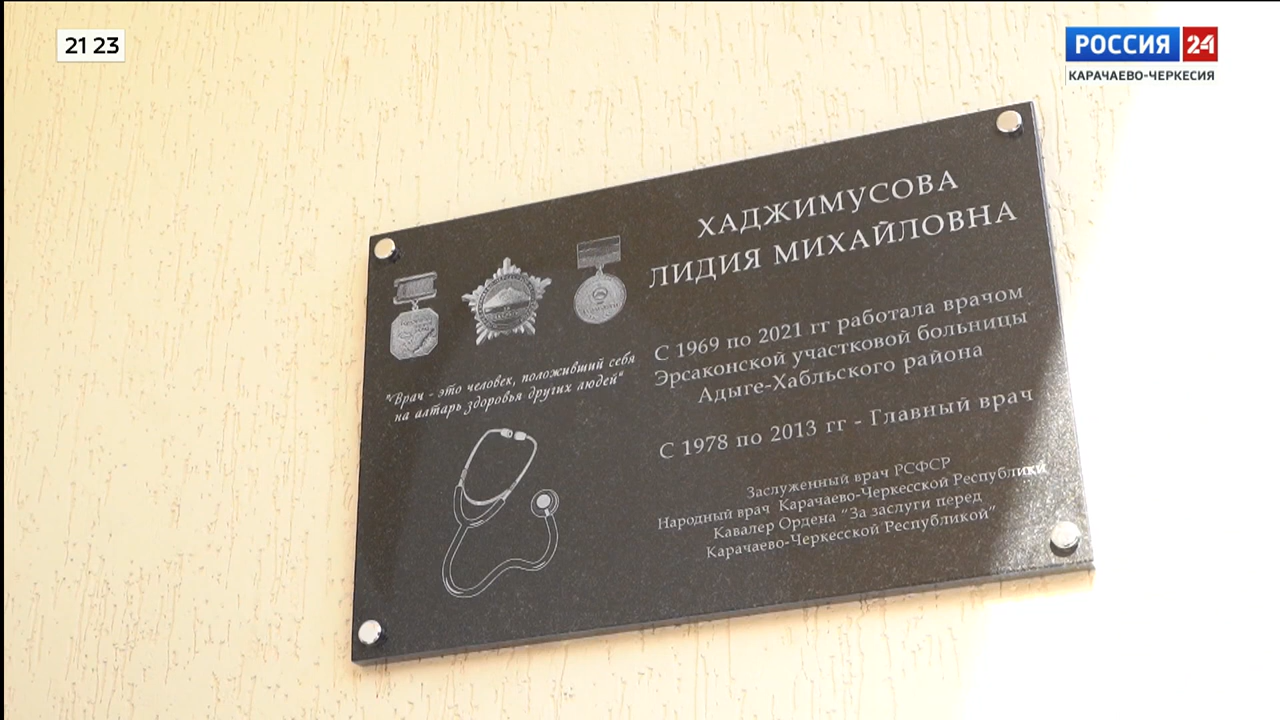 21 23
РОССИЯ 24
КАРАЧАЕВО-ЧЕРКЕСИЯ
ХАДЖИМУСОВА
ЛИДИЯ МИХАЙЛОВНА
"Врач - это человек, положивший себя
на алтарь здоровья других людей"
С 1969 по 2021 гг работала врачом
Эрсаконской участковой больницы
Адыге-Хабльского района
С 1978 по 2013 гг - Главный врач
Заслуженный врач РСФСР
Народный врач Карачаево-Черкесской Республики
Кавалер Ордена "За заслуги перед
Карачаево-Черкесской Республикой"